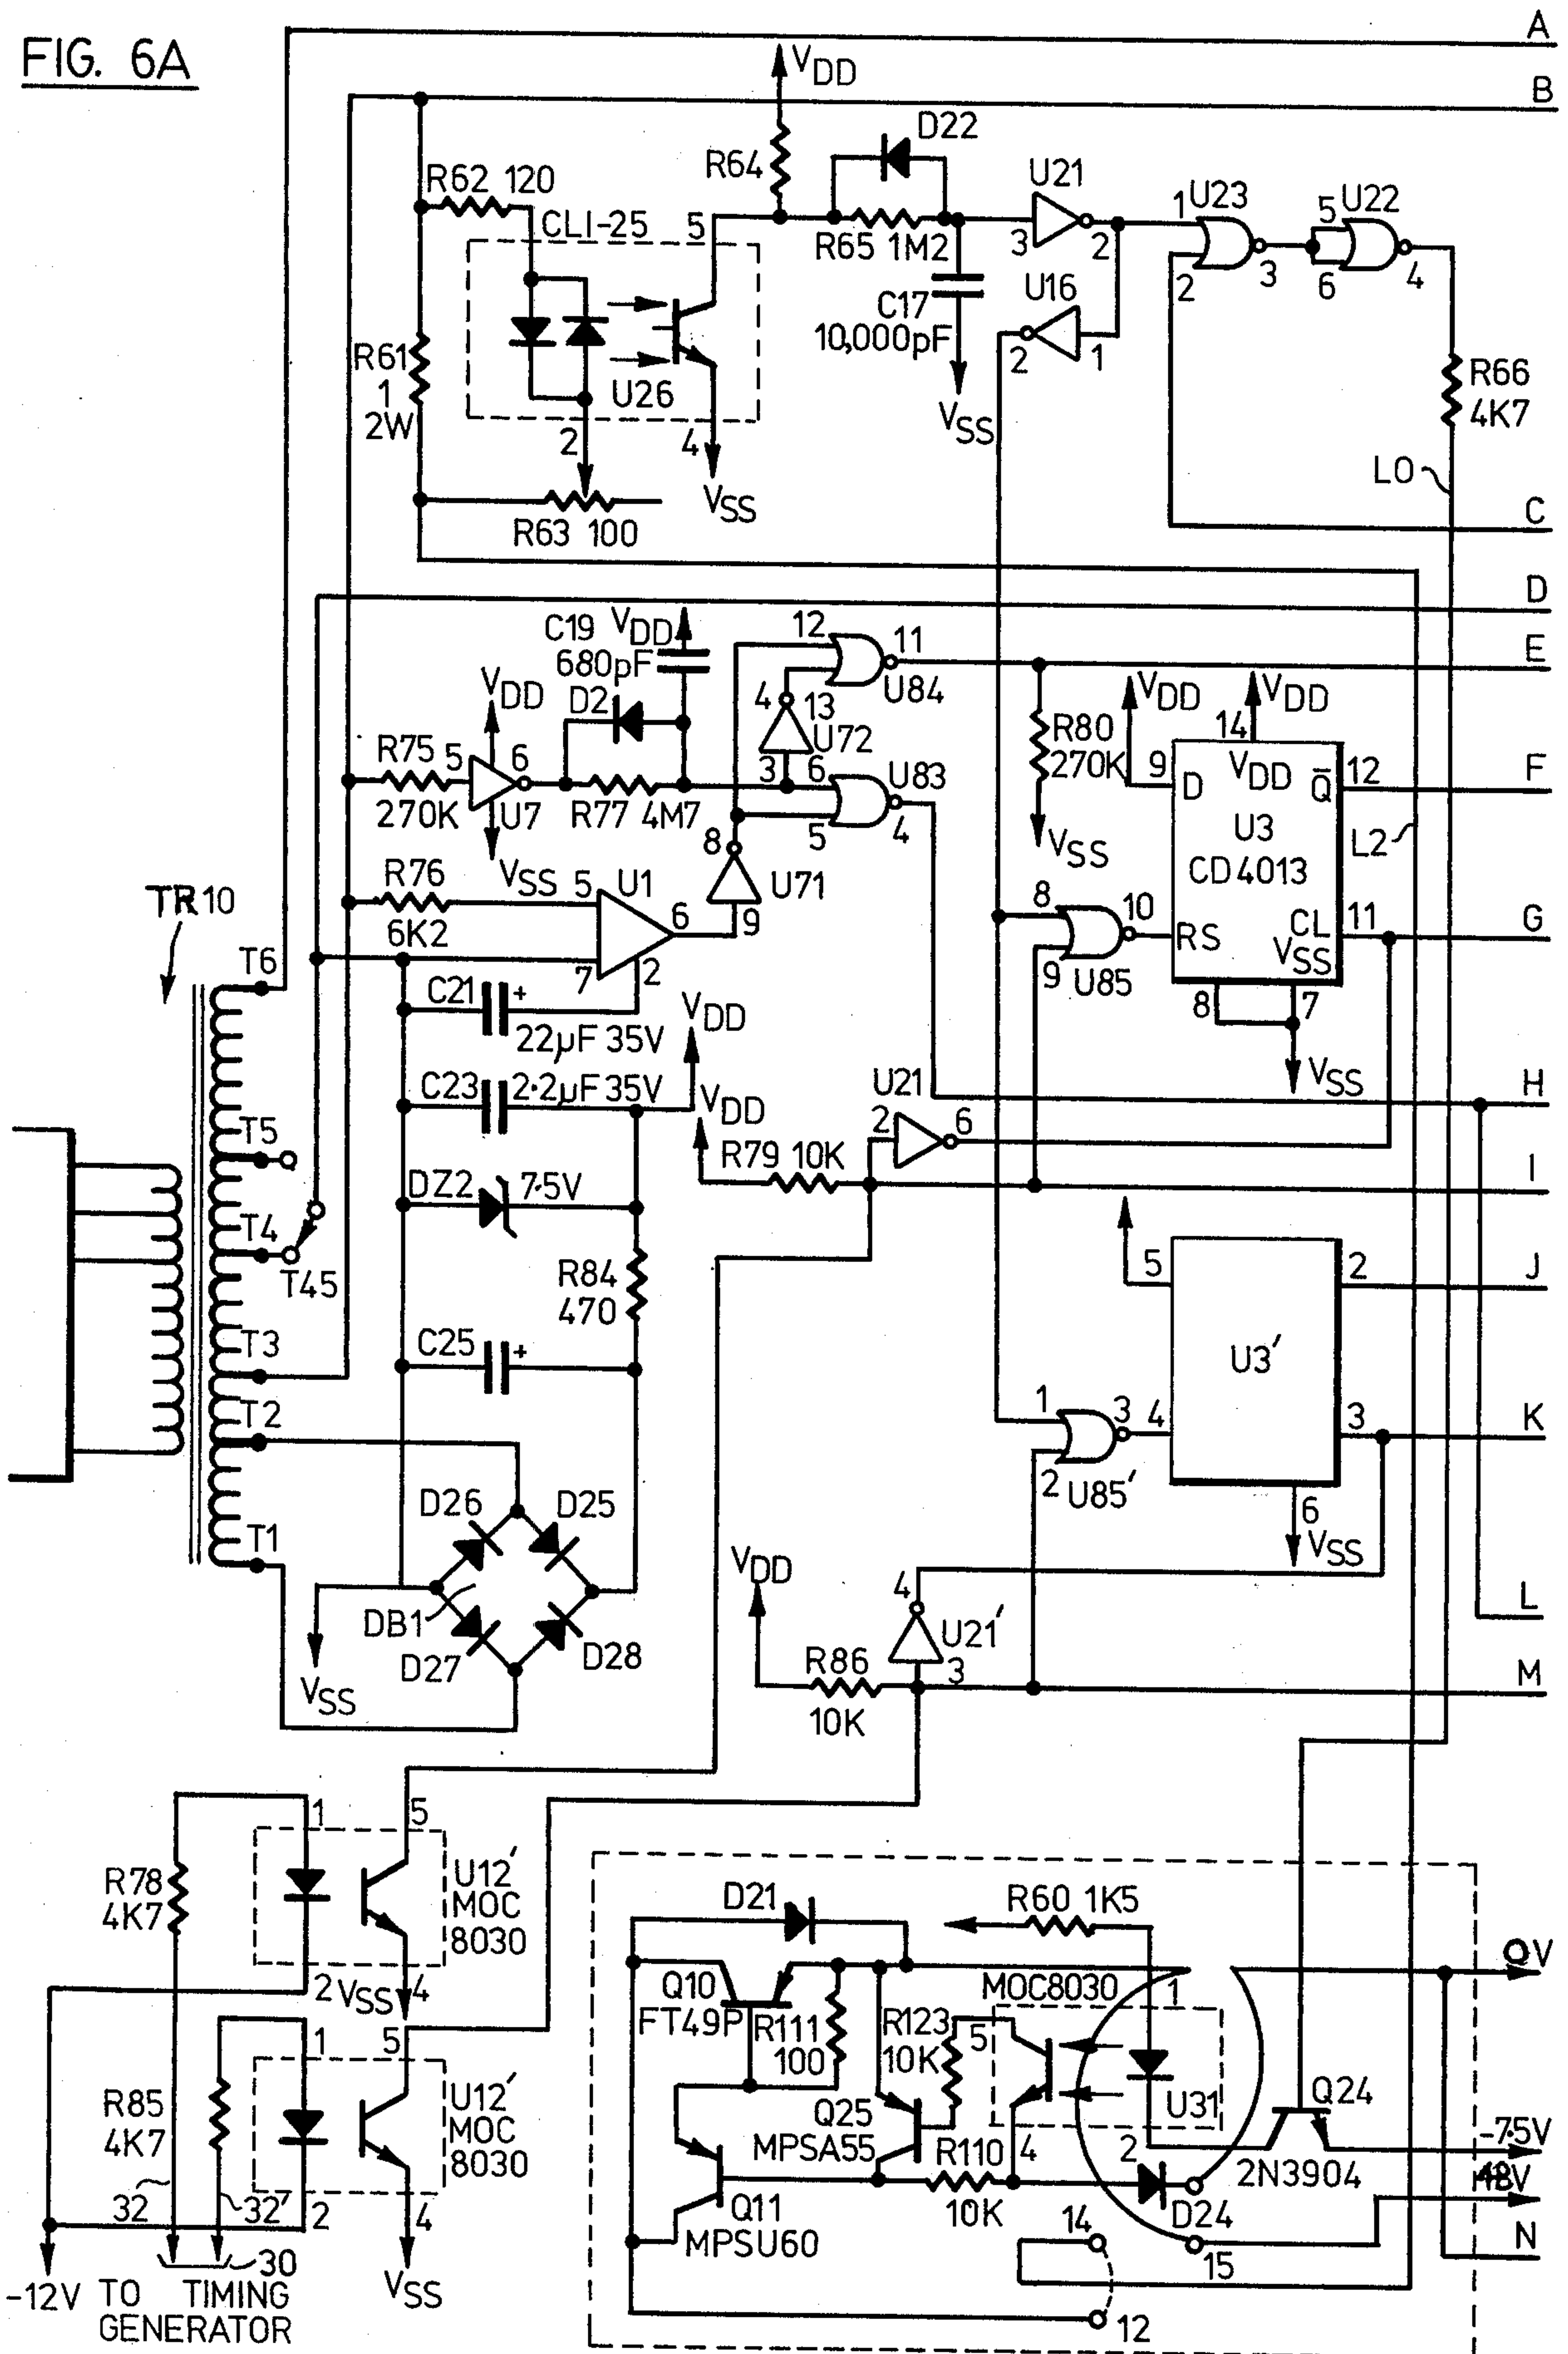 FIG. 6A
A
VDD
B
D22
R64
R62 120
U21
U23
U22
CLI-25
5
1
5
R65 1M2
3
2
2
3
6
4
C17
10,000pF
U16
2
1
R61
1
2W
U26
R66
4K7
2
4
VSS
VSS
LO
R63 100
C
D
C19
VDD
680pF
12
11
E
U84
VDD
D2
4
13
U72
VDD
VDD
R80
270K
14
R75
5
6
3
6
U83
9
D
VDD
Q
12
F
270K
U7
R77 4M7
5
4
U3
8
VSS
L2
CD4013
R76
VSS
5
U1
U71
TR10
6K2
6
9
8
10
RS
CL
11
G
VSS
T6
7
2
9
U85
C21
+
VDD
8
7
22µF 35V
VSS
C23
2·2µF 35V
U21
H
VDD
T5
2
6
R79 10K
DZ2
7·5V
I
T4
T45
5
2
J
R84
470
T3
C25
+
U3'
T2
1
3
4
3
K
2
U85'
D26
D25
6
T1
VDD
VSS
4
L
DB1
U21'
D27
D28
R86
3
M
VSS
10K
1
5
R78
4K7
U12'
MOC
8030
D21
R60 1K5
OV
2
VSS
4
Q10
MOC8030
1
FT49P
R111
100
R123
10K
5
1
5
Q24
R85
4K7
U12'
MOC
8030
Q25
MPSA55
U31
-7.5V
R110
4
2
2N3904
32
32'
2
4
Q11
10K
D24
14
MPSU60
N
30
15
-12V TO TIMING
GENERATOR
VSS
12